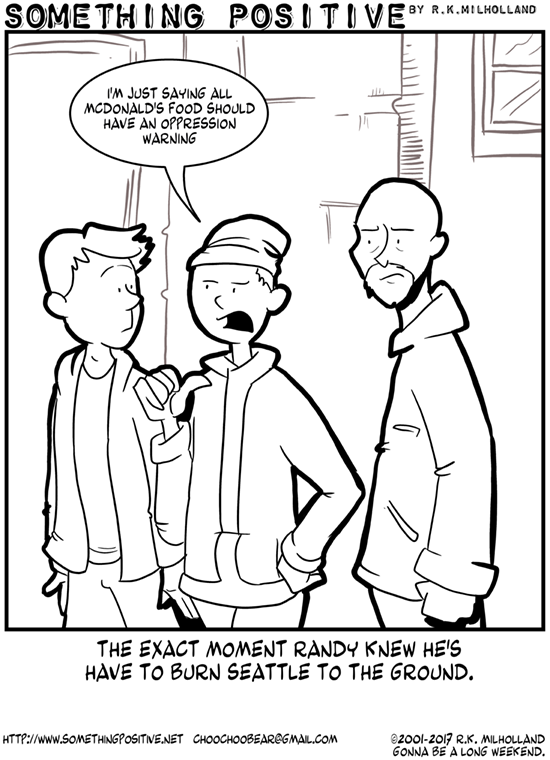 SOMETHING POSITIVE BY R.K.MILHOLLAND
I'M JUST SAYING ALL
MCDONALD'S FOOD SHOULD
HAVE AN OPPRESSION
WARNING
THE EXACT MOMENT RANDY KNEW HE'S
HAVE TO BURN SEATTLE TO THE GROUND.
HTTP://WWW.SOMETHINGPOSITIVE.NET CHOOCHOOBEAR@GMAIL.COM
©2001-2017 R.K. MILHOLLAND
GONNA BE A LONG WEEKEND.